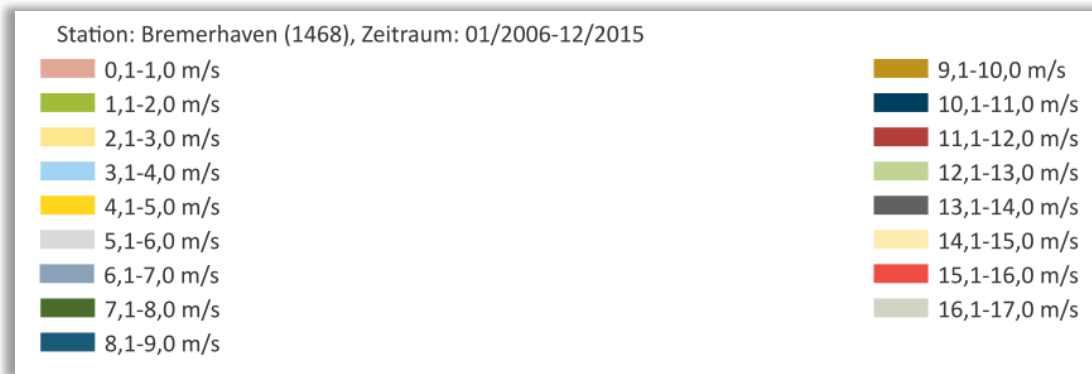 Station: Bremerhaven (1468), Zeitraum: 01/2006-12/2015
0,1-1,0 m/s
1,1-2,0 m/s
2,1-3,0 m/s
3,1-4,0 m/s
4,1-5,0 m/s
5,1-6,0 m/s
6,1-7,0 m/s
7,1-8,0 m/s
8,1-9,0 m/s
9,1-10,0 m/s
10,1-11,0 m/s
11,1-12,0 m/s
12,1-13,0 m/s
13,1-14,0 m/s
14,1-15,0 m/s
15,1-16,0 m/s
16,1-17,0 m/s